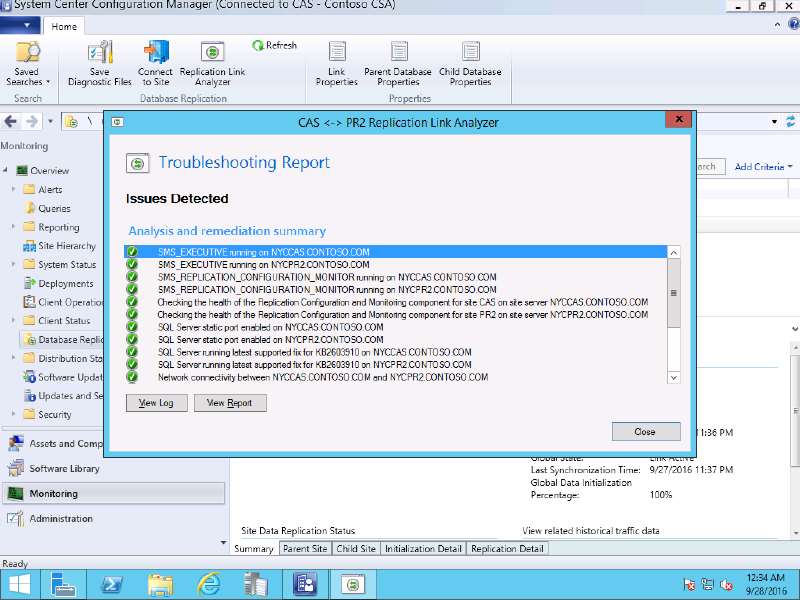 System Center Configuration Manager (Connected to CAS - Contoso CSA)
Home
Saved Searches
Save Diagnostic Files
Connect to Site
Replication Link Analyzer
Refresh
Link Properties
Parent Database Properties
Child Database Properties
Search
Database Replication
Properties
\
CAS <-> PR2 Replication Link Analyzer
x
Monitoring
Add Criteria
Troubleshooting Report
Issues Detected
Analysis and remediation summary
SMS_EXECUTIVE running on NYCCAS.CONTOSO.COM
SMS_EXECUTIVE running on NYCPR2.CONTOSO.COM
SMS_REPLICATION_CONFIGURATION_MONITOR running on NYCCAS.CONTOSO.COM
SMS_REPLICATION_CONFIGURATION_MONITOR running on NYCPR2.CONTOSO.COM
Checking the health of the Replication Configuration and Monitoring component for site CAS on site server NYCCAS.CONTOSO.COM
Checking the health of the Replication Configuration and Monitoring component for site PR2 on site server NYCPR2.CONTOSO.COM
SQL Server static port enabled on NYCCAS.CONTOSO.COM
SQL Server static port enabled on NYCPR2.CONTOSO.COM
SQL Server running latest supported fix for KB2603910 on NYCCAS.CONTOSO.COM
SQL Server running latest supported fix for KB2603910 on NYCPR2.CONTOSO.COM
Network connectivity between NYCCAS.CONTOSO.COM and NYCPR2.CONTOSO.COM
View Log
View Report
Close
Overview
Alerts
Queries
Reporting
Site Hierarchy
System Status
Deployments
Client Operatio
Client Status
Database Replic
Distribution Sta
Software Updat
Updates and Se
Security
Assets and Comp
Software Library
Monitoring
Administration
11:36 PM
Global State: Link Active
Last Synchronization Time: 9/27/2016 11:37 PM
Global Data Initialization
Percentage: 100%
Site Data Replication Status
View related historical traffic data
Summary
Parent Site
Child Site
Initialization Detail
Replication Detail
Ready
12:34 AM
9/28/2016